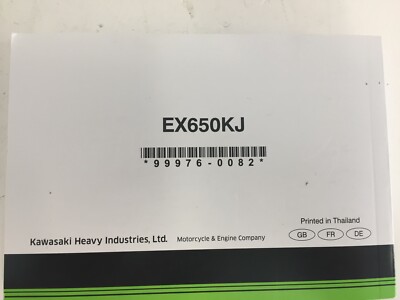 EX650KJ
*99976-0082*
Printed in Thailand
GB FR DE
Kawasaki Heavy Industries, Ltd. Motorcycle & Engine Company